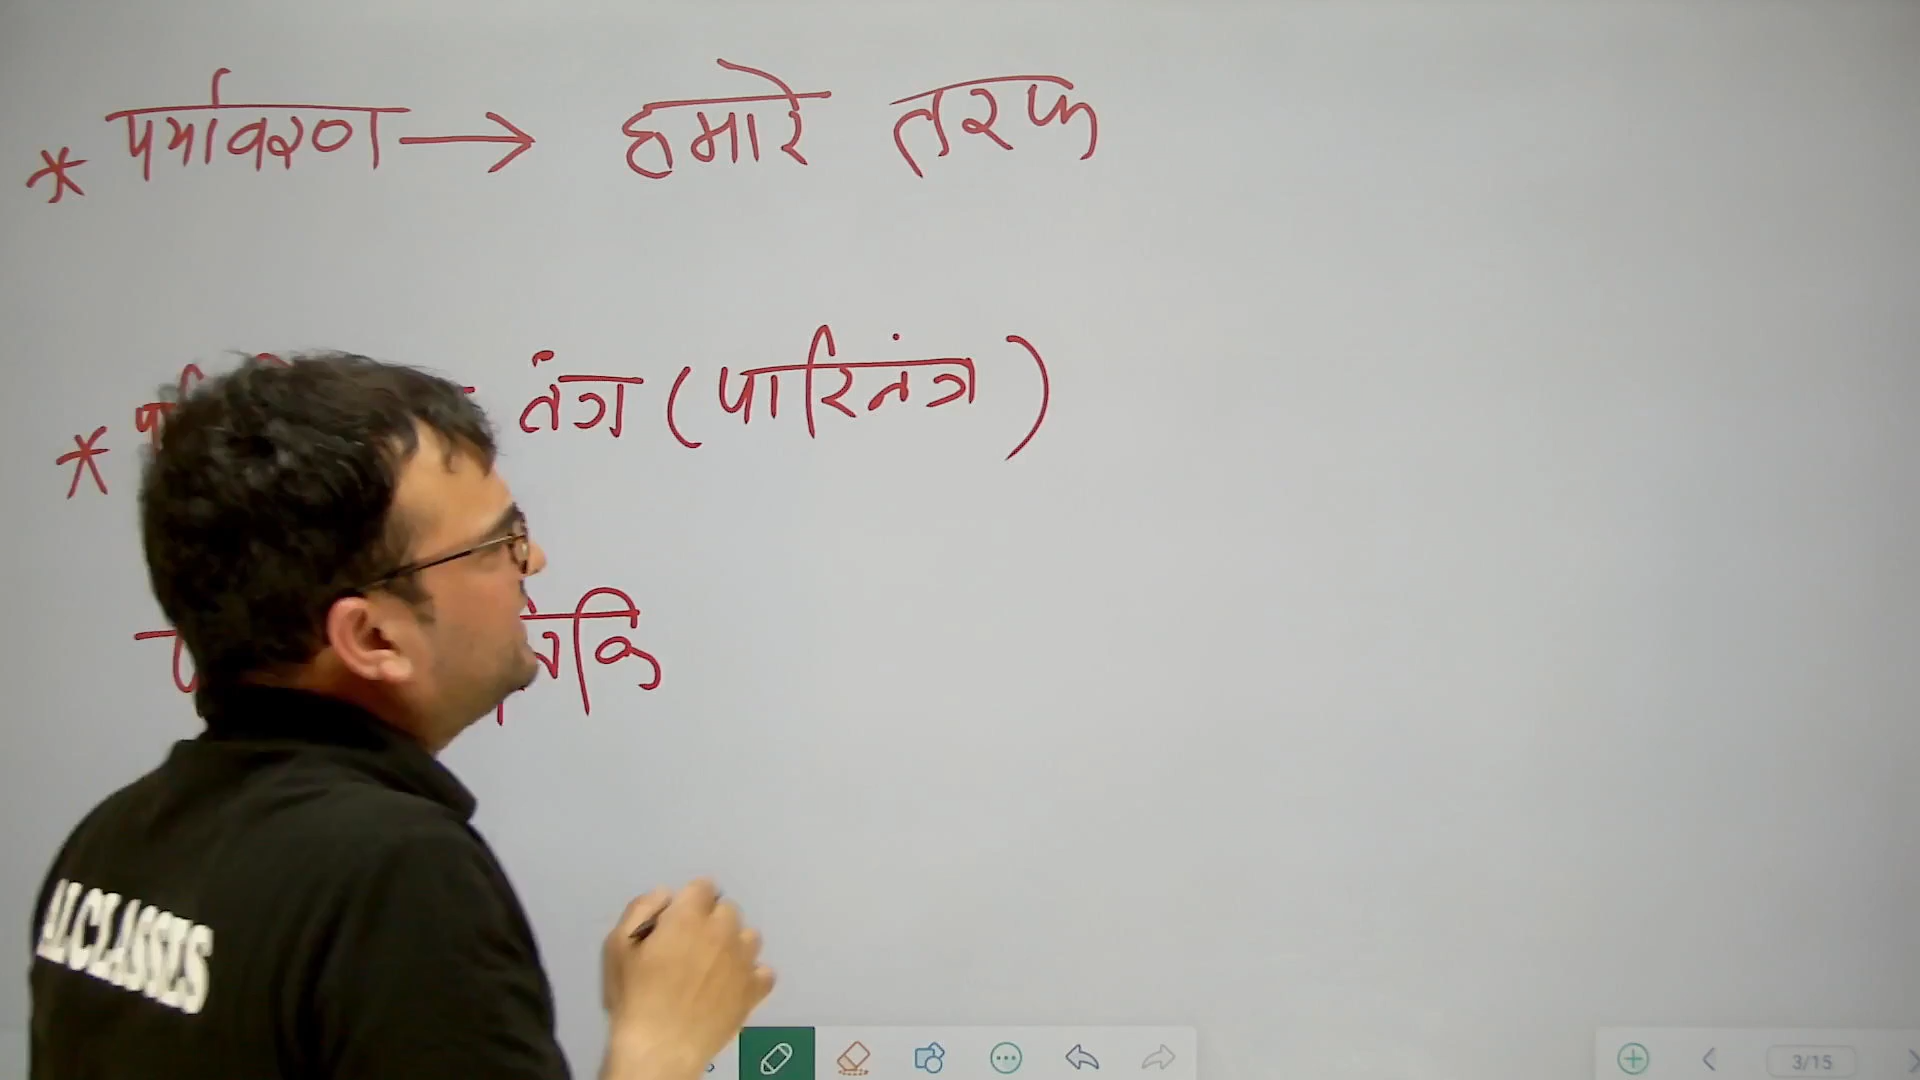 * पर्यावरण → हमारे तरफ
* तंत्र (पारितंत्र)
ALCLASSES
3/15